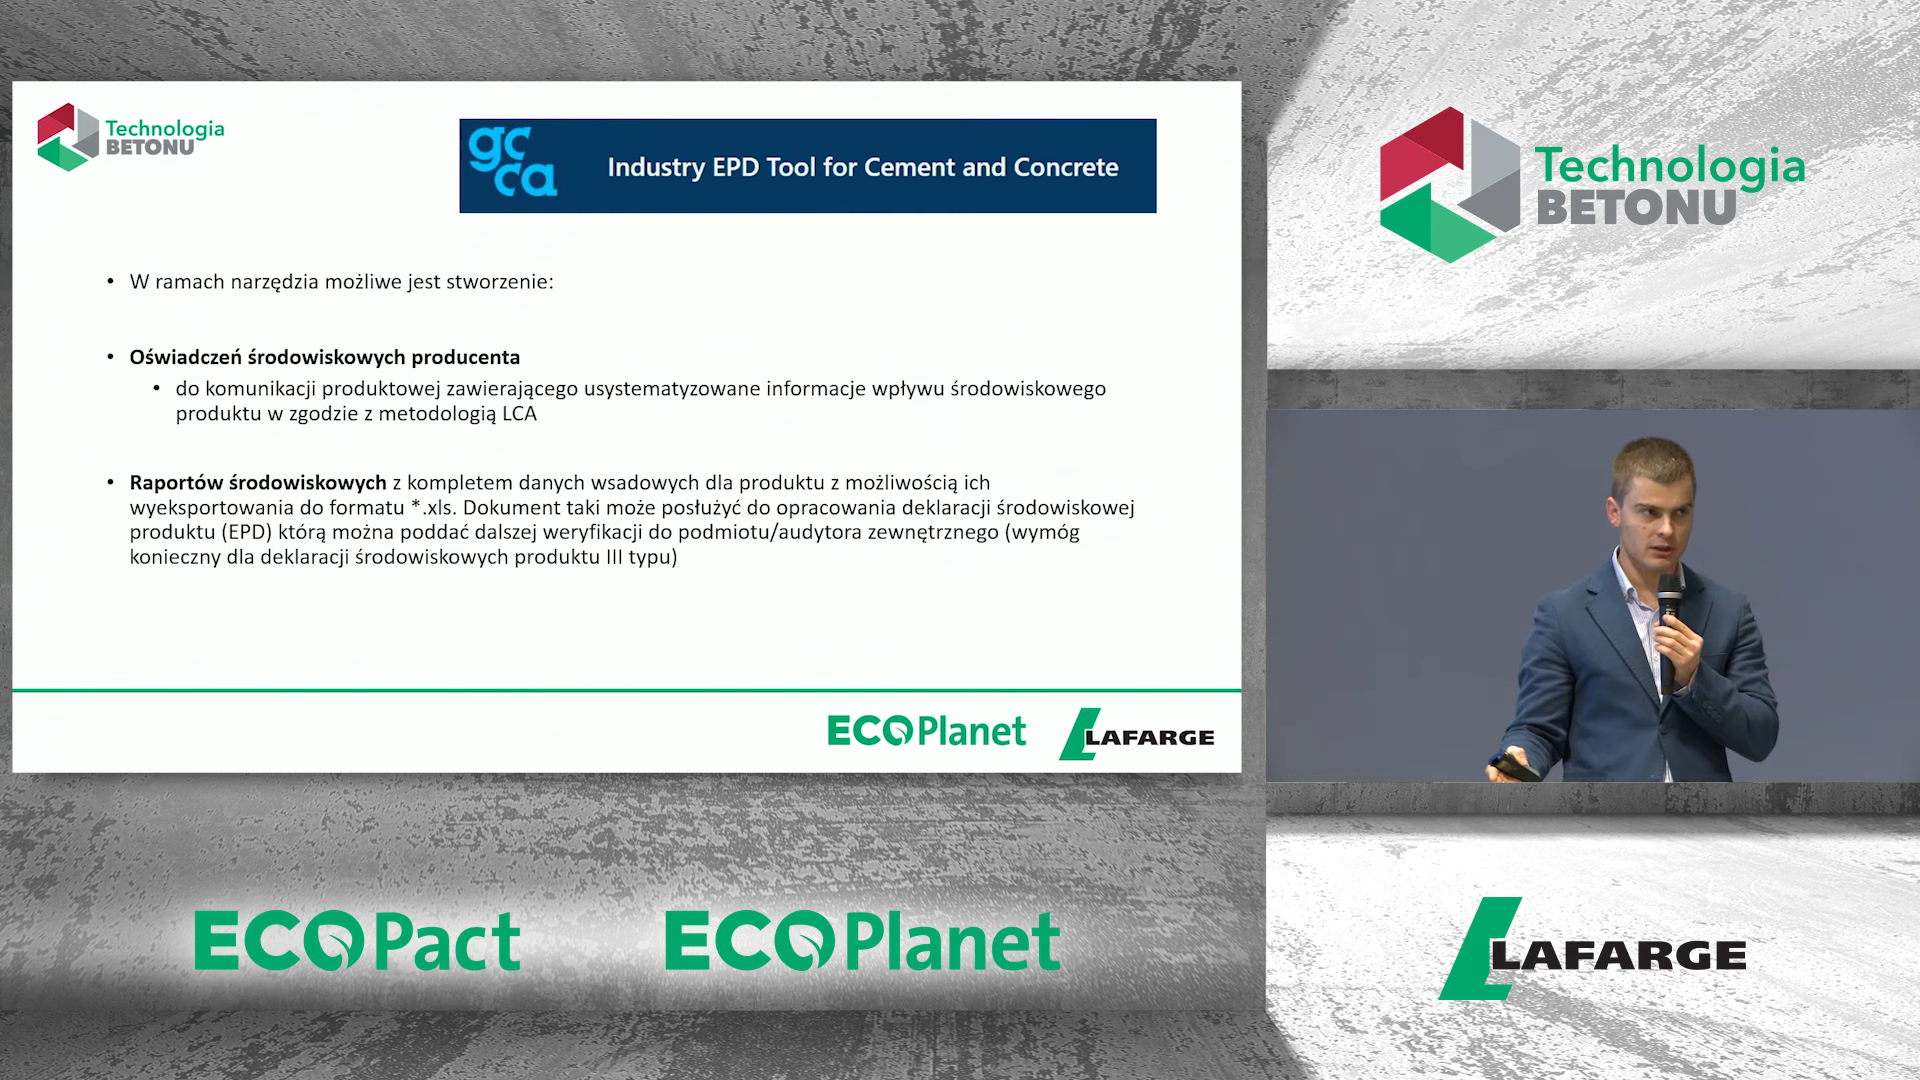 Technologia
BETONU
gc
ca
Industry EPD Tool for Cement and Concrete
• W ramach narzędzia możliwe jest stworzenie:
• Oświadczeń środowiskowych producenta
• do komunikacji produktowej zawierającego usystematyzowane informacje wpływu środowiskowego
produktu w zgodzie z metodologią LCA
• Raportów środowiskowych z kompletem danych wsadowych dla produktu z możliwością ich
wyeksportowania do formatu *.xls. Dokument taki może posłużyć do opracowania deklaracji środowiskowej
produktu (EPD) którą można poddać dalszej weryfikacji do podmiotu/audytora zewnętrznego (wymóg
konieczny dla deklaracji środowiskowych produktu III typu)
ECOPlanet
LAFARGE
Technologia
BETONU
ECOPact
ECOPlanet
LAFARGE